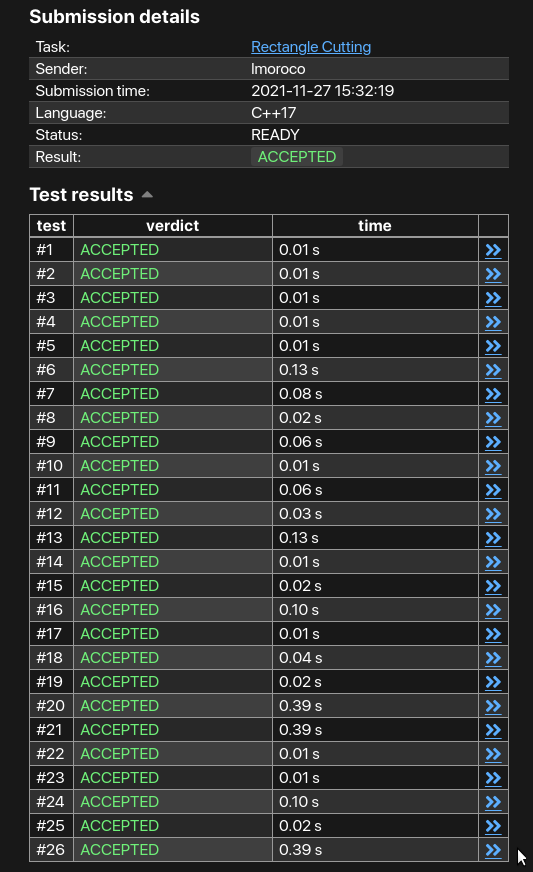 Submission details
Task: Rectangle Cutting
Sender: Imoroco
Submission time: 2021-11-27 15:32:19
Language: C++17
Status: READY
Result: ACCEPTED
Test results
test verdict time
#1 ACCEPTED 0.01 s
#2 ACCEPTED 0.01 s
#3 ACCEPTED 0.01 s
#4 ACCEPTED 0.01 s
#5 ACCEPTED 0.01 s
#6 ACCEPTED 0.13 s
#7 ACCEPTED 0.08 s
#8 ACCEPTED 0.02 s
#9 ACCEPTED 0.06 s
#10 ACCEPTED 0.01 s
#11 ACCEPTED 0.06 s
#12 ACCEPTED 0.03 s
#13 ACCEPTED 0.13 s
#14 ACCEPTED 0.01 s
#15 ACCEPTED 0.02 s
#16 ACCEPTED 0.10 s
#17 ACCEPTED 0.01 s
#18 ACCEPTED 0.04 s
#19 ACCEPTED 0.02 s
#20 ACCEPTED 0.39 s
#21 ACCEPTED 0.39 s
#22 ACCEPTED 0.01 s
#23 ACCEPTED 0.01 s
#24 ACCEPTED 0.10 s
#25 ACCEPTED 0.02 s
#26 ACCEPTED 0.39 s